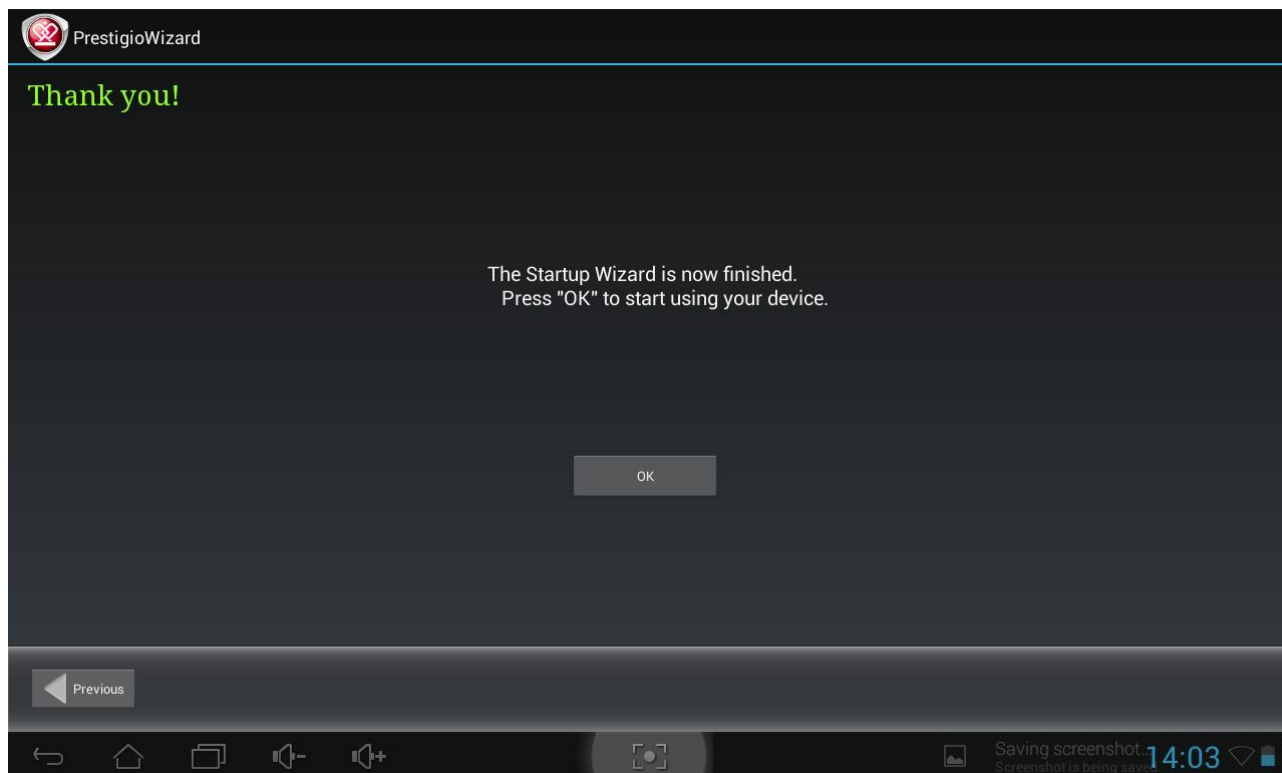 PrestigioWizard
Thank you!
The Startup Wizard is now finished.
Press "OK" to start using your device.
OK
Previous
Saving screenshot..
14:03
Screenshot is being save